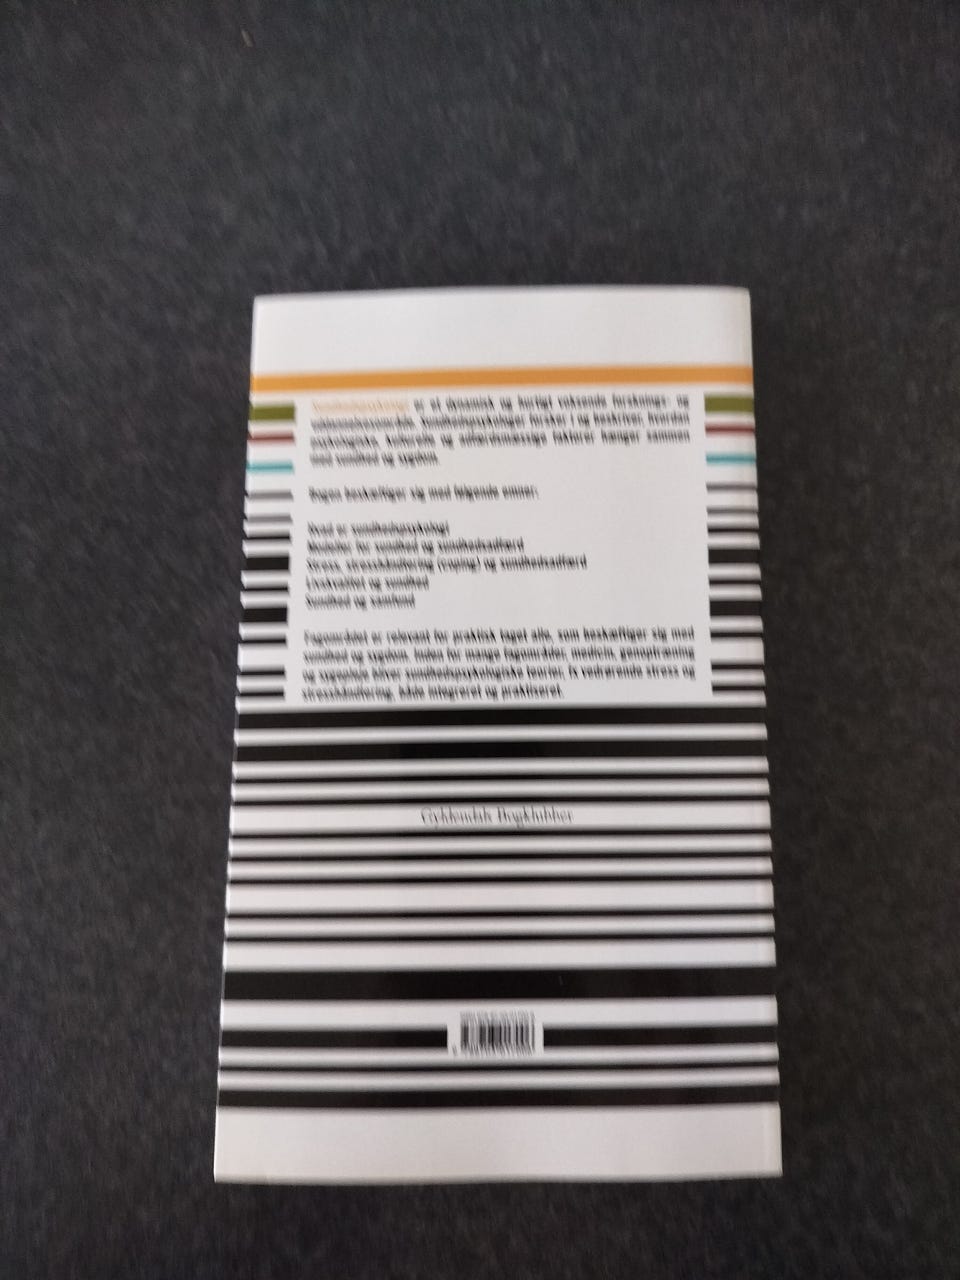 Sundhedspsykologi er et dynamisk og hurtigt voksende forsknings- og
uddannelsesområde. Sundhedspsykologer forsker i og beskriver, hvordan
psykologiske, kulturelle og adfærdsmæssige faktorer hænger sammen
med sundhed og sygdom.
Bogen beskæftiger sig med følgende emner:
Hvad er sundhedspsykologi
Modeller for sundhed og sundhedsadfærd
Stress, stresshåndtering (coping) og sundhedsadfærd
Livskvalitet og sundhed
Sundhed og samfund
Fagområdet er relevant for praktisk taget alle, som beskæftiger sig med
sundhed og sygdom. Inden for mange fagområder, medicin, genoptræning
og sygepleje bliver sundhedspsykologiske teorier, fx vedrørende stress og
stresshåndtering, både integreret og praktiseret.
Gyldendals Bogklubber